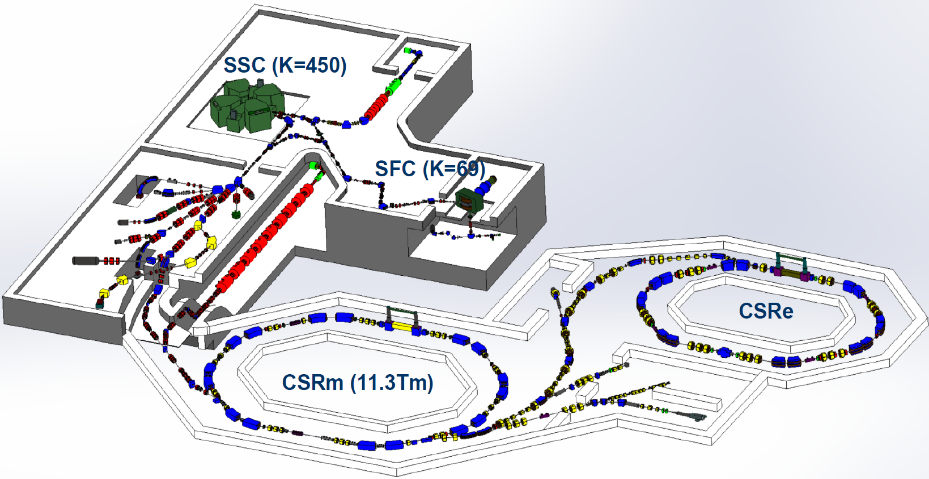 SSC (K=450)
SFC (K=69)
CSRe
CSRm (11.3Tm)